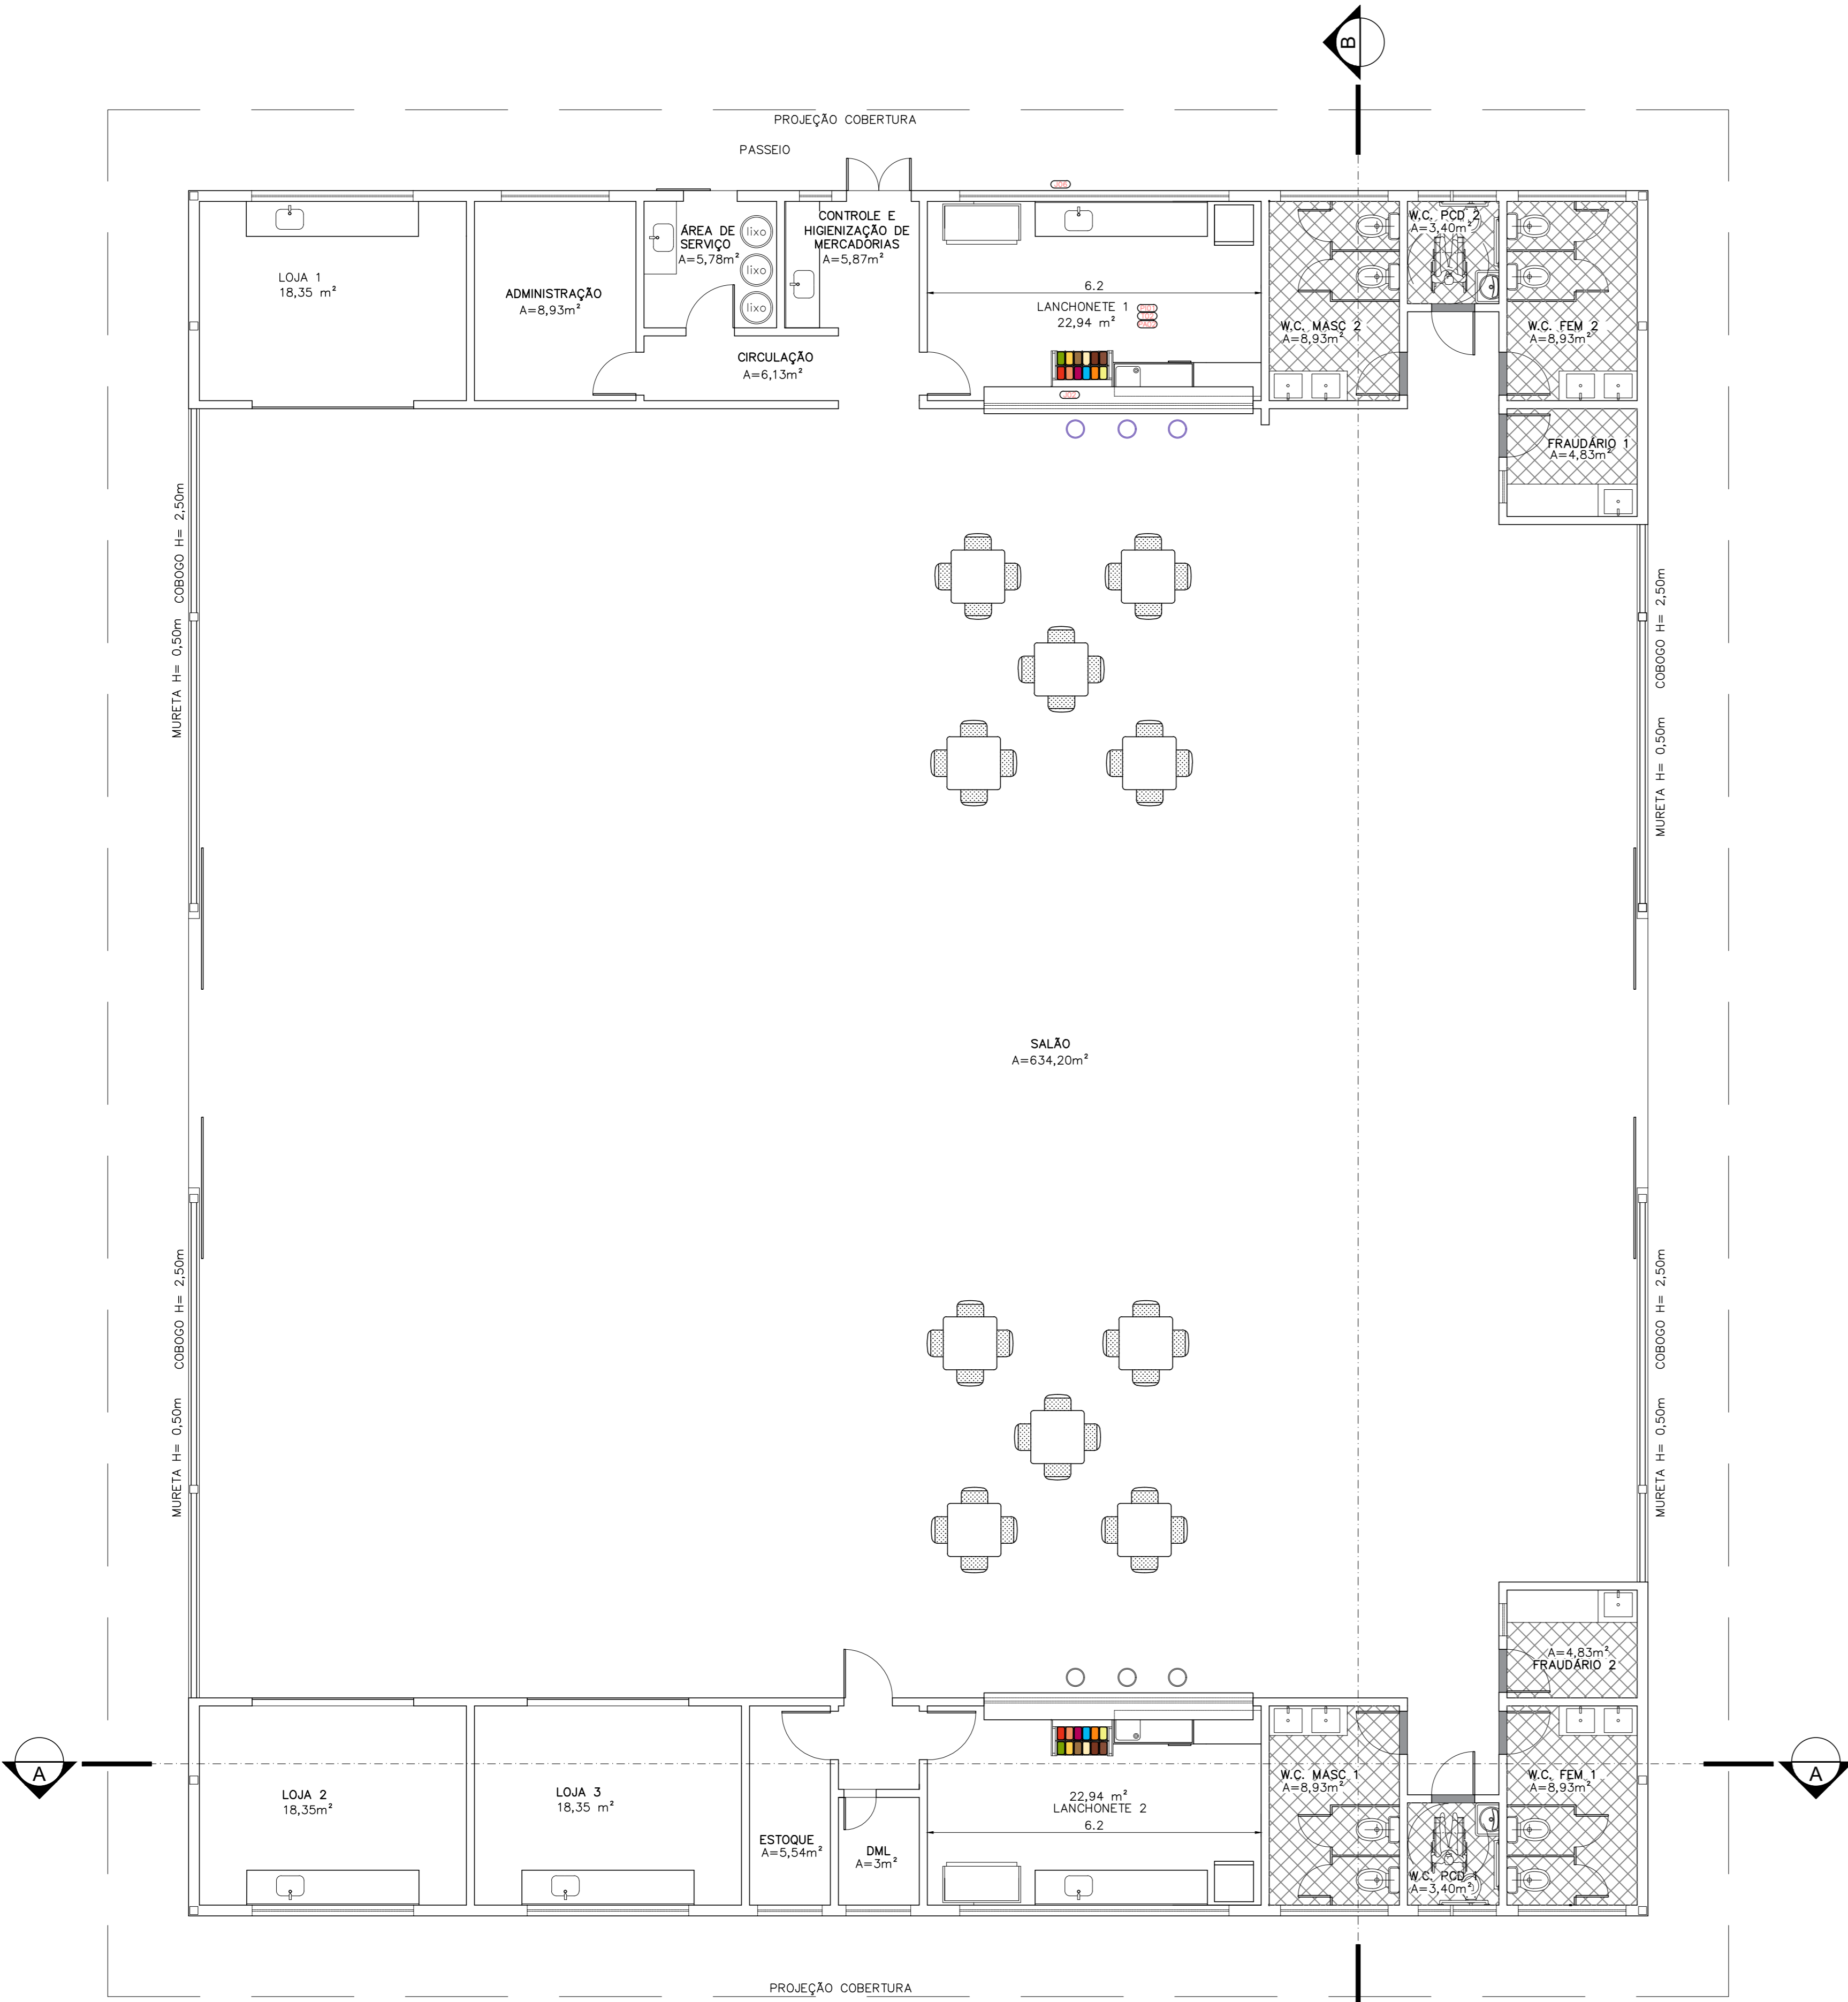 B
PROJEÇÃO COBERTURA
PASSEIO
LOJA 1
18,35 m²
ADMINISTRAÇÃO
A=8,93m²
ÁREA DE
SERVIÇO
A=5,78m²
lixo
lixo
lixo
CONTROLE E
HIGIENIZAÇÃO DE
MERCADORIAS
A=5,87m²
CIRCULAÇÃO
A=6,13m²
6.2
LANCHONETE 1
22,94 m²
W.C. MASC 2
A=8,93m²
W.C. PCD 2
A=3,40m²
W.C. FEM 2
A=8,93m²
FRAUDÁRIO 1
A=4,83m²
MURETA H= 0,50m COBOGO H= 2,50m
MURETA H= 0,50m COBOGO H= 2,50m
SALÃO
A=634,20m²
MURETA H= 0,50m COBOGO H= 2,50m
MURETA H= 0,50m COBOGO H= 2,50m
A=4,83m²
FRAUDÁRIO 2
A
LOJA 2
18,35m²
LOJA 3
18,35 m²
ESTOQUE
A=5,54m²
DML
A=3m²
22,94 m²
LANCHONETE 2
6.2
W.C. MASC 1
A=8,93m²
W.C. PCD 1
A=3,40m²
W.C. FEM 1
A=8,93m²
A
PROJEÇÃO COBERTURA